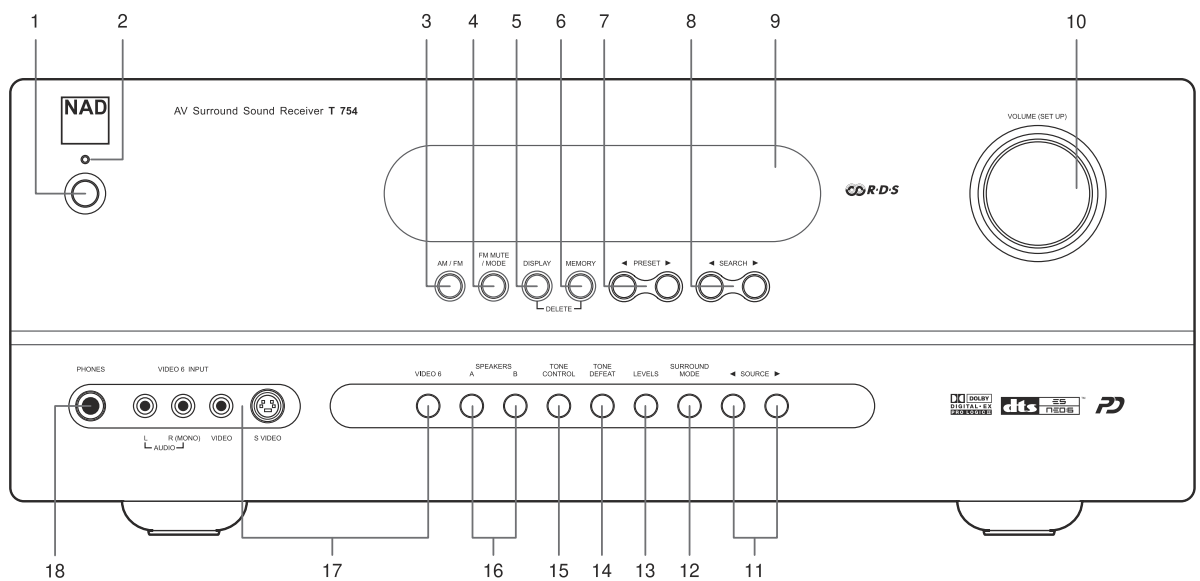 1 2 3 4 5 6 7 8 9 10
NAD
AV Surround Sound Receiver T 754
VOLUME (SET UP)
R·D·S
AM / FM
FM MUTE
/ MODE
DISPLAY
MEMORY
◄ PRESET ►
◄ SEARCH ►
DELETE
PHONES
VIDEO 6 INPUT
VIDEO 6
SPEAKERS
A B
TONE
CONTROL
TONE
DEFEAT
LEVELS
SURROUND
MODE
◄ SOURCE ►
L R (MONO) VIDEO S VIDEO
AUDIO
DOLBY
DIGITAL·EX
PRO LOGIC II
dts ES
NEO:6
18 17 16 15 14 13 12 11